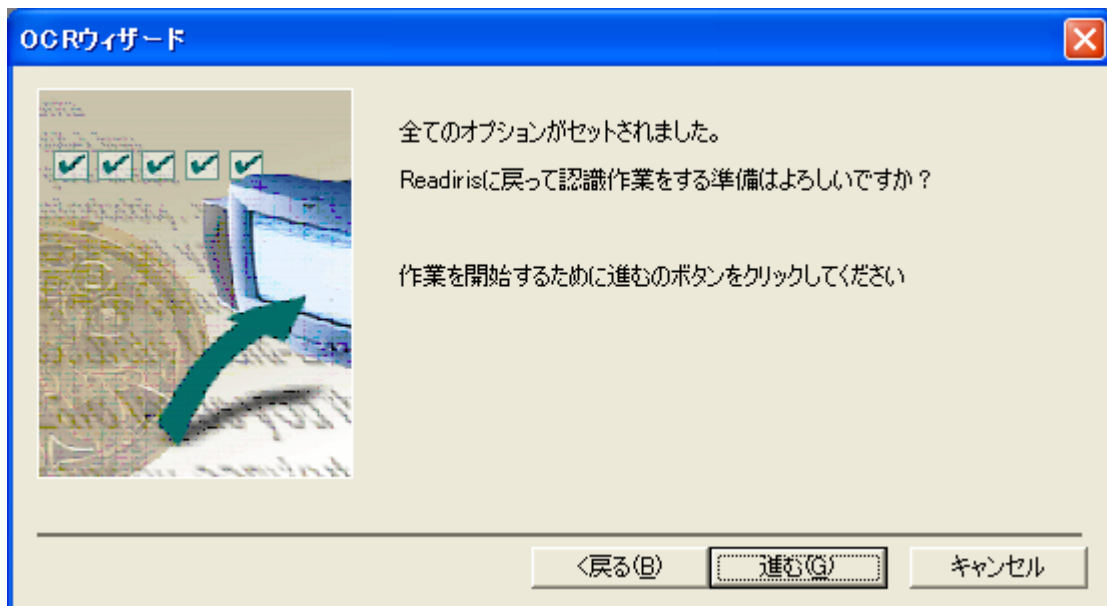 OCRウィザード
全てのオプションがセットされました。
Readirisに戻って認識作業をする準備はよろしいですか？
作業を開始するために進むのボタンをクリックしてください
<戻る(B)
進む(G)
キャンセル